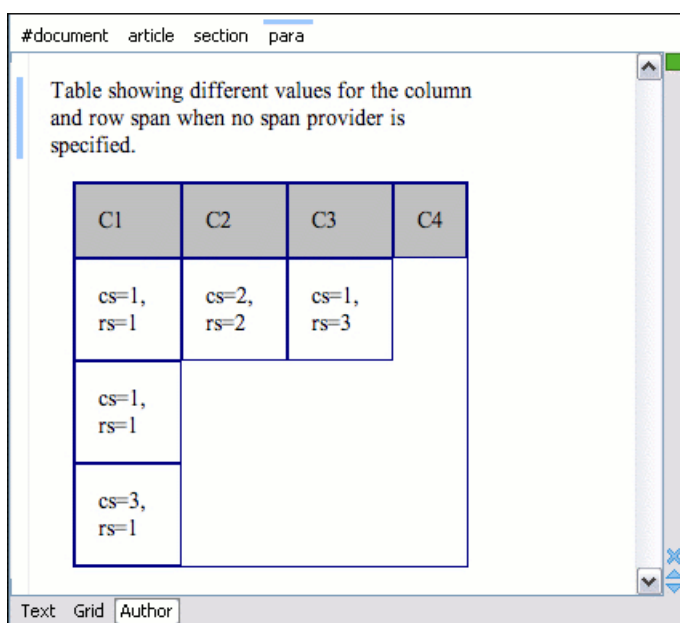 #document article section para
Table showing different values for the column
and row span when no span provider is
specified.
C1 C2 C3 C4
cs=1, cs=2, cs=1,
rs=1 rs=2 rs=3
cs=1,
rs=1
cs=3,
rs=1
Text Grid Author